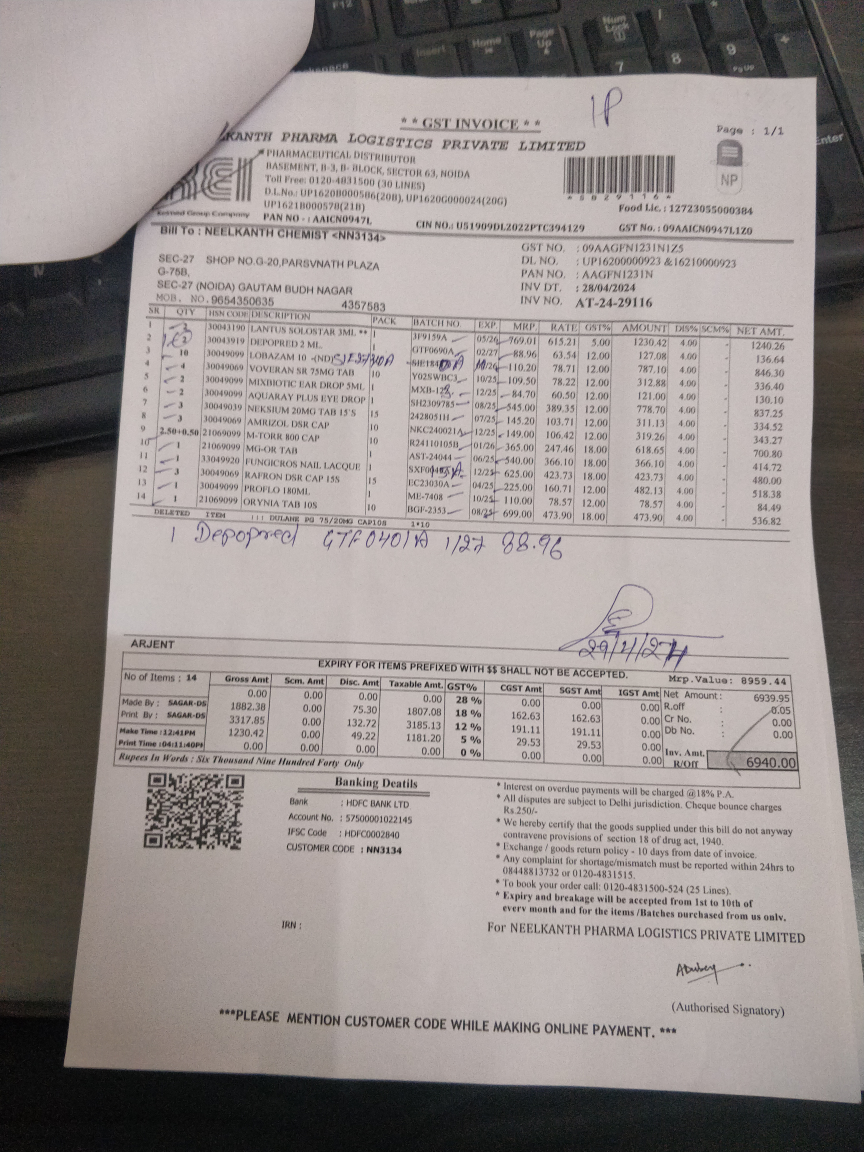 1P
* * GST INVOICE * *
Page : 1/1
KANTH PHARMA LOGISTICS PRIVATE LIMITED
PHARMACEUTICAL DISTRIBUTOR
BASEMENT, B-3, B- BLOCK, SECTOR 63, NOIDA
Toll Free: 0120-4831500 (30 LINES)
D.L.No.: UP1620B000586(20B), UP1620G000024(20G)
UP1621B000578(21B)
PAN NO - : AAICN0947L
CIN NO.: U51909DL2022PTC394129
Food Lic. : 12723055000384
GST No. : 09AAICN0947L1Z0
NP
Bill To : NEELKANTH CHEMIST <NN3134>
SEC-27 SHOP NO.G-20,PARSVNATH PLAZA
G-75B,
SEC-27 (NOIDA) GAUTAM BUDH NAGAR
MOB. NO.9654350635 4357583
GST NO. : 09AAGFN1231N1Z5
DL NO. : UP16200000923 &16210000923
PAN NO. : AAGFN1231N
INV DT. : 28/04/2024
INV NO. AT-24-29116
SR QTY HSN CODE DESCRIPTION PACK BATCH NO. EXP. MRP. RATE GST% AMOUNT DIS% SCM% NET AMT.
1 2 30043190 LANTUS SOLOSTAR 3ML ** 1 3F9159A 05/26 769.01 615.21 5.00 1230.42 4.00 - 1240.26
2 2 30043919 DEPOPRED 2 ML 1 GTF0690A 02/27 88.96 63.54 12.00 127.08 4.00 - 136.64
3 10 30049099 LOBAZAM 10 -(ND) 110.20 78.71 12.00 787.10 4.00 - 846.30
4 4 30049069 VOVERAN SR 75MG TAB 10 Y02SWBC3 10/25 109.50 78.22 12.00 312.88 4.00 - 336.40
5 2 30049099 MIXBIOTIC EAR DROP 5ML 1 12/25 84.70 60.50 12.00 121.00 4.00 - 130.10
6 2 30049099 AQUARAY PLUS EYE DROP 1 SH2309785 08/25 545.00 389.35 12.00 778.70 4.00 - 837.25
7 3 30049039 NEKSIUM 20MG TAB 15'S 15 07/25 145.20 103.71 12.00 311.13 4.00 - 334.52
8 3 30049069 AMRIZOL DSR CAP 10 NKC240021A 12/25 149.00 106.42 12.00 319.26 4.00 - 343.27
9 2.50+0.50 21069099 M-TORR 800 CAP 10 R24110105B 01/26 365.00 247.46 18.00 618.65 4.00 - 700.80
10 1 21069099 MG-OR TAB AST-24044 06/25 540.00 366.10 18.00 366.10 4.00 - 414.72
11 1 33049920 FUNGICROS NAIL LACQUE 1 12/25 625.00 423.73 18.00 423.73 4.00 - 480.00
12 3 30049069 RAFRON DSR CAP 15S 15 EC23030A 04/25 225.00 160.71 12.00 482.13 4.00 - 518.38
13 1 30049099 PROFLO 180ML 1 ME-7408 10/25 110.00 78.57 12.00 78.57 4.00 - 84.49
14 1 21069099 ORYNIA TAB 10S 10 BGF-2353 08/25 699.00 473.90 18.00 473.90 4.00 - 536.82
DELETED ITEM ::: DULANE PG 75/20MG CAP10S 1*10
1 Depopred GTF0401A 1/27 88.96
29/4/24
ARJENT
EXPIRY FOR ITEMS PREFIXED WITH $$ SHALL NOT BE ACCEPTED.
Mrp.Value: 8959.44
No of Items : 14
Made By : SAGAR-DS
Print By : SAGAR-DS
Make Time :12:41PM
Print Time :04:11:40PM
Gross Amt Scm. Amt Disc. Amt Taxable Amt. GST% CGST Amt SGST Amt IGST Amt
0.00 0.00 0.00 0.00 28 % 0.00 0.00 0.00
1882.38 0.00 75.30 1807.08 18 % 162.63 162.63 0.00
3317.85 0.00 132.72 3185.13 12 % 191.11 191.11 0.00
1230.42 0.00 49.22 1181.20 5 % 29.53 29.53 0.00
0.00 0.00 0.00 0.00 0 % 0.00 0.00 0.00
Net Amount : 6939.95
R.off : 0.05
Cr No. : 0.00
Db No. : 0.00
Inv. Amt. R/Off 6940.00
Rupees In Words : Six Thousand Nine Hundred Forty Only
Banking Deatils
Bank : HDFC BANK LTD
Account No. : 57500001022145
IFSC Code : HDFC0002840
CUSTOMER CODE : NN3134
* Interest on overdue payments will be charged @18% P.A.
* All disputes are subject to Delhi jurisdiction. Cheque bounce charges
Rs.250/-
* We hereby certify that the goods supplied under this bill do not anyway
contravene provisions of section 18 of drug act, 1940.
* Exchange / goods return policy - 10 days from date of invoice.
* Any complaint for shortage/mismatch must be reported within 24hrs to
08448813732 or 0120-4831515.
* To book your order call: 0120-4831500-524 (25 Lines).
* Expiry and breakage will be accepted from 1st to 10th of
every month and for the items /Batches purchased from us only.
IRN :
For NEELKANTH PHARMA LOGISTICS PRIVATE LIMITED
(Authorised Signatory)
***PLEASE MENTION CUSTOMER CODE WHILE MAKING ONLINE PAYMENT. ***